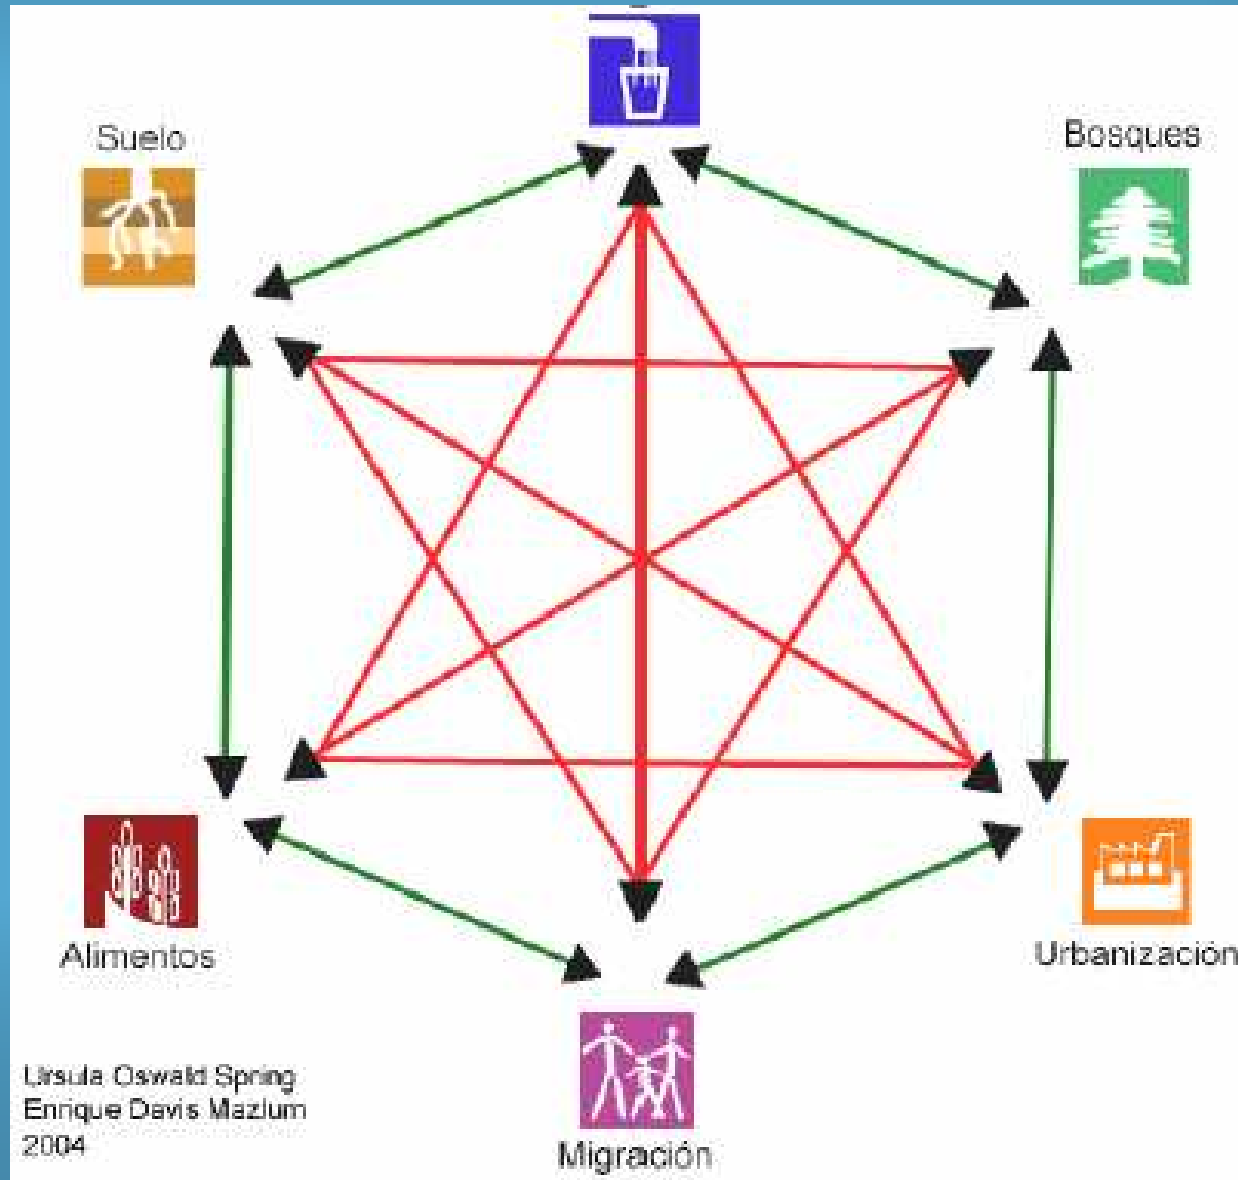 Suelo
Bosques
Alimentos
Urbanización
Migración
Ursula Oswald Spring
Enrique Davis Mazlum
2004